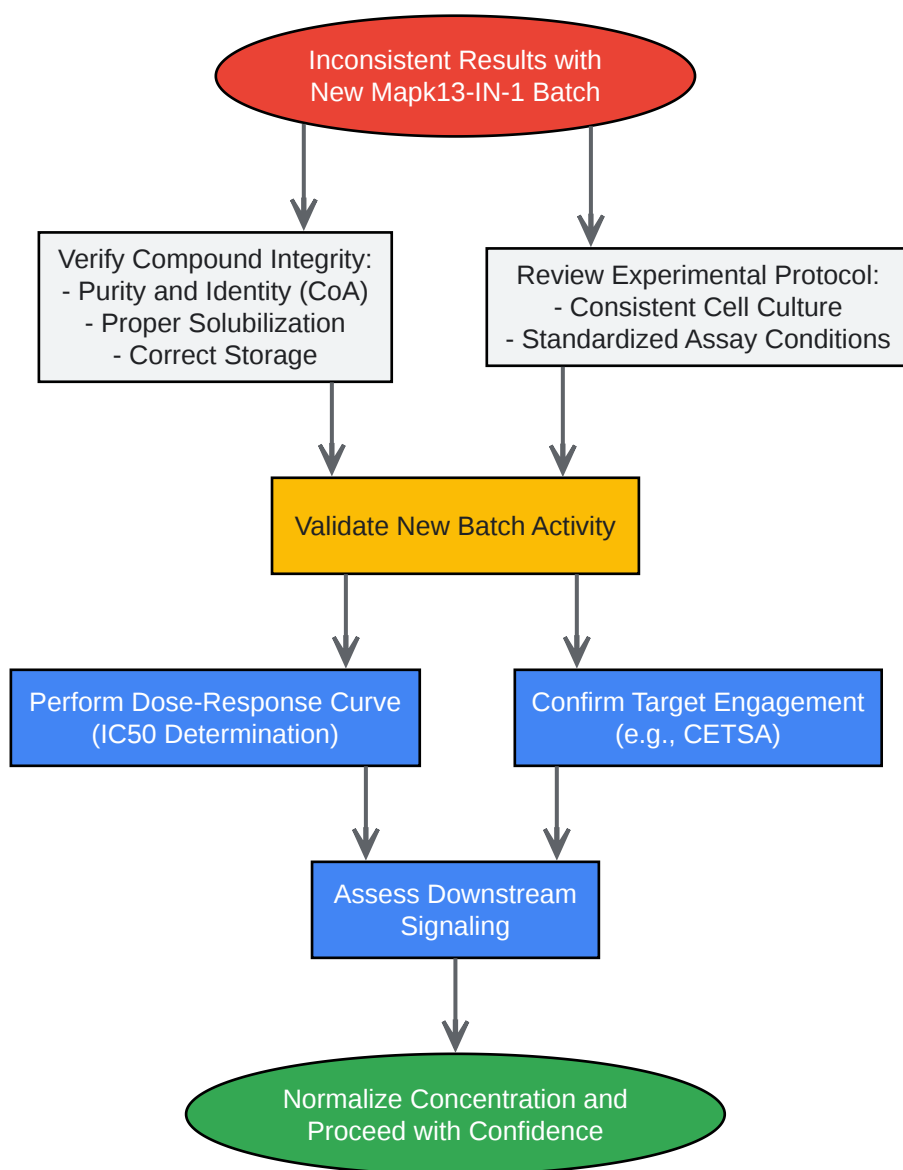 Inconsistent Results with
New Mapk13-IN-1 Batch
Verify Compound Integrity:
- Purity and Identity (CoA)
- Proper Solubilization
- Correct Storage
Review Experimental Protocol:
- Consistent Cell Culture
- Standardized Assay Conditions
Validate New Batch Activity
Perform Dose-Response Curve
(IC50 Determination)
Confirm Target Engagement
(e.g., CETSA)
Assess Downstream
Signaling
Normalize Concentration and
Proceed with Confidence